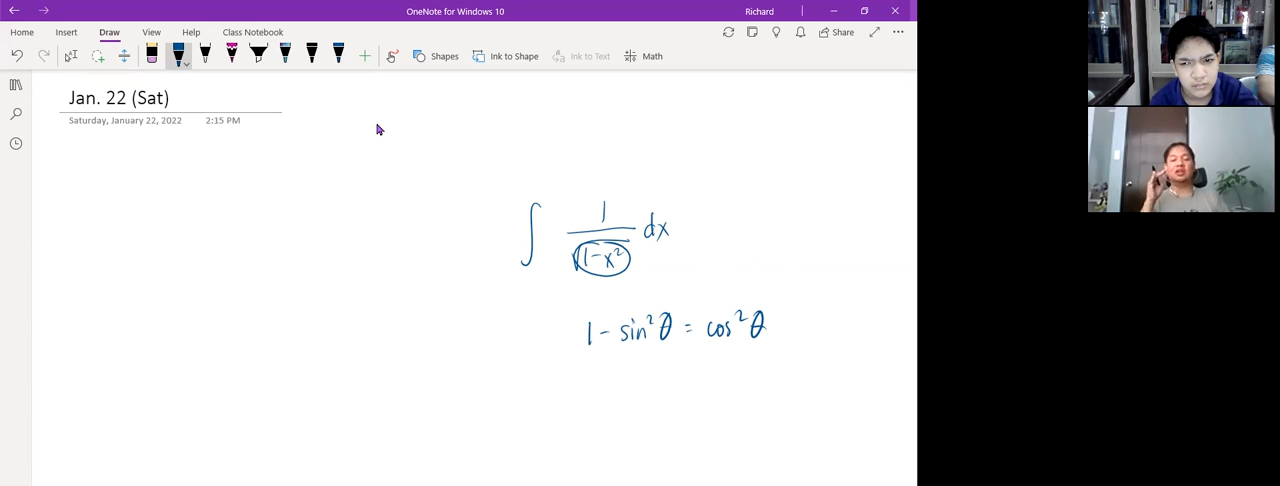 OneNote for Windows 10
Richard
Home Insert Draw View Help Class Notebook
Share
Shapes Ink to Shape Ink to Text Math
Jan. 22 (Sat)
Saturday, January 22, 2022 2:15 PM
∫ 1/√(1-x²) dx
1 - sin²θ = cos²θ